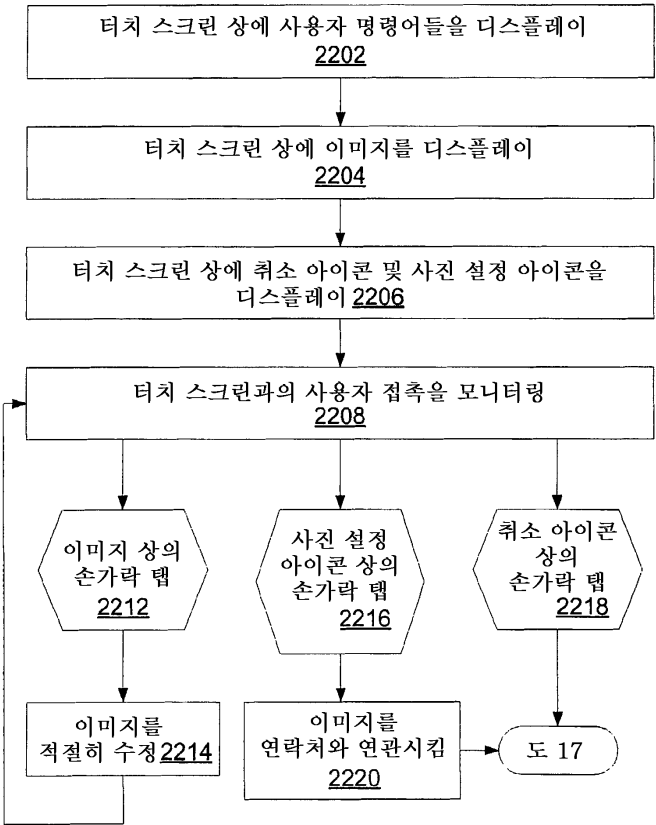 터치 스크린 상에 사용자 명령어들을 디스플레이
2202
터치 스크린 상에 이미지를 디스플레이
2204
터치 스크린 상에 취소 아이콘 및 사진 설정 아이콘을
디스플레이 2206
터치 스크린과의 사용자 접촉을 모니터링
2208
이미지 상의
손가락 탭
2212
사진 설정
아이콘 상의
손가락 탭
2216
취소 아이콘
상의
손가락 탭
2218
이미지를
적절히 수정2214
이미지를
연락처와 연관시킴
2220
도 17